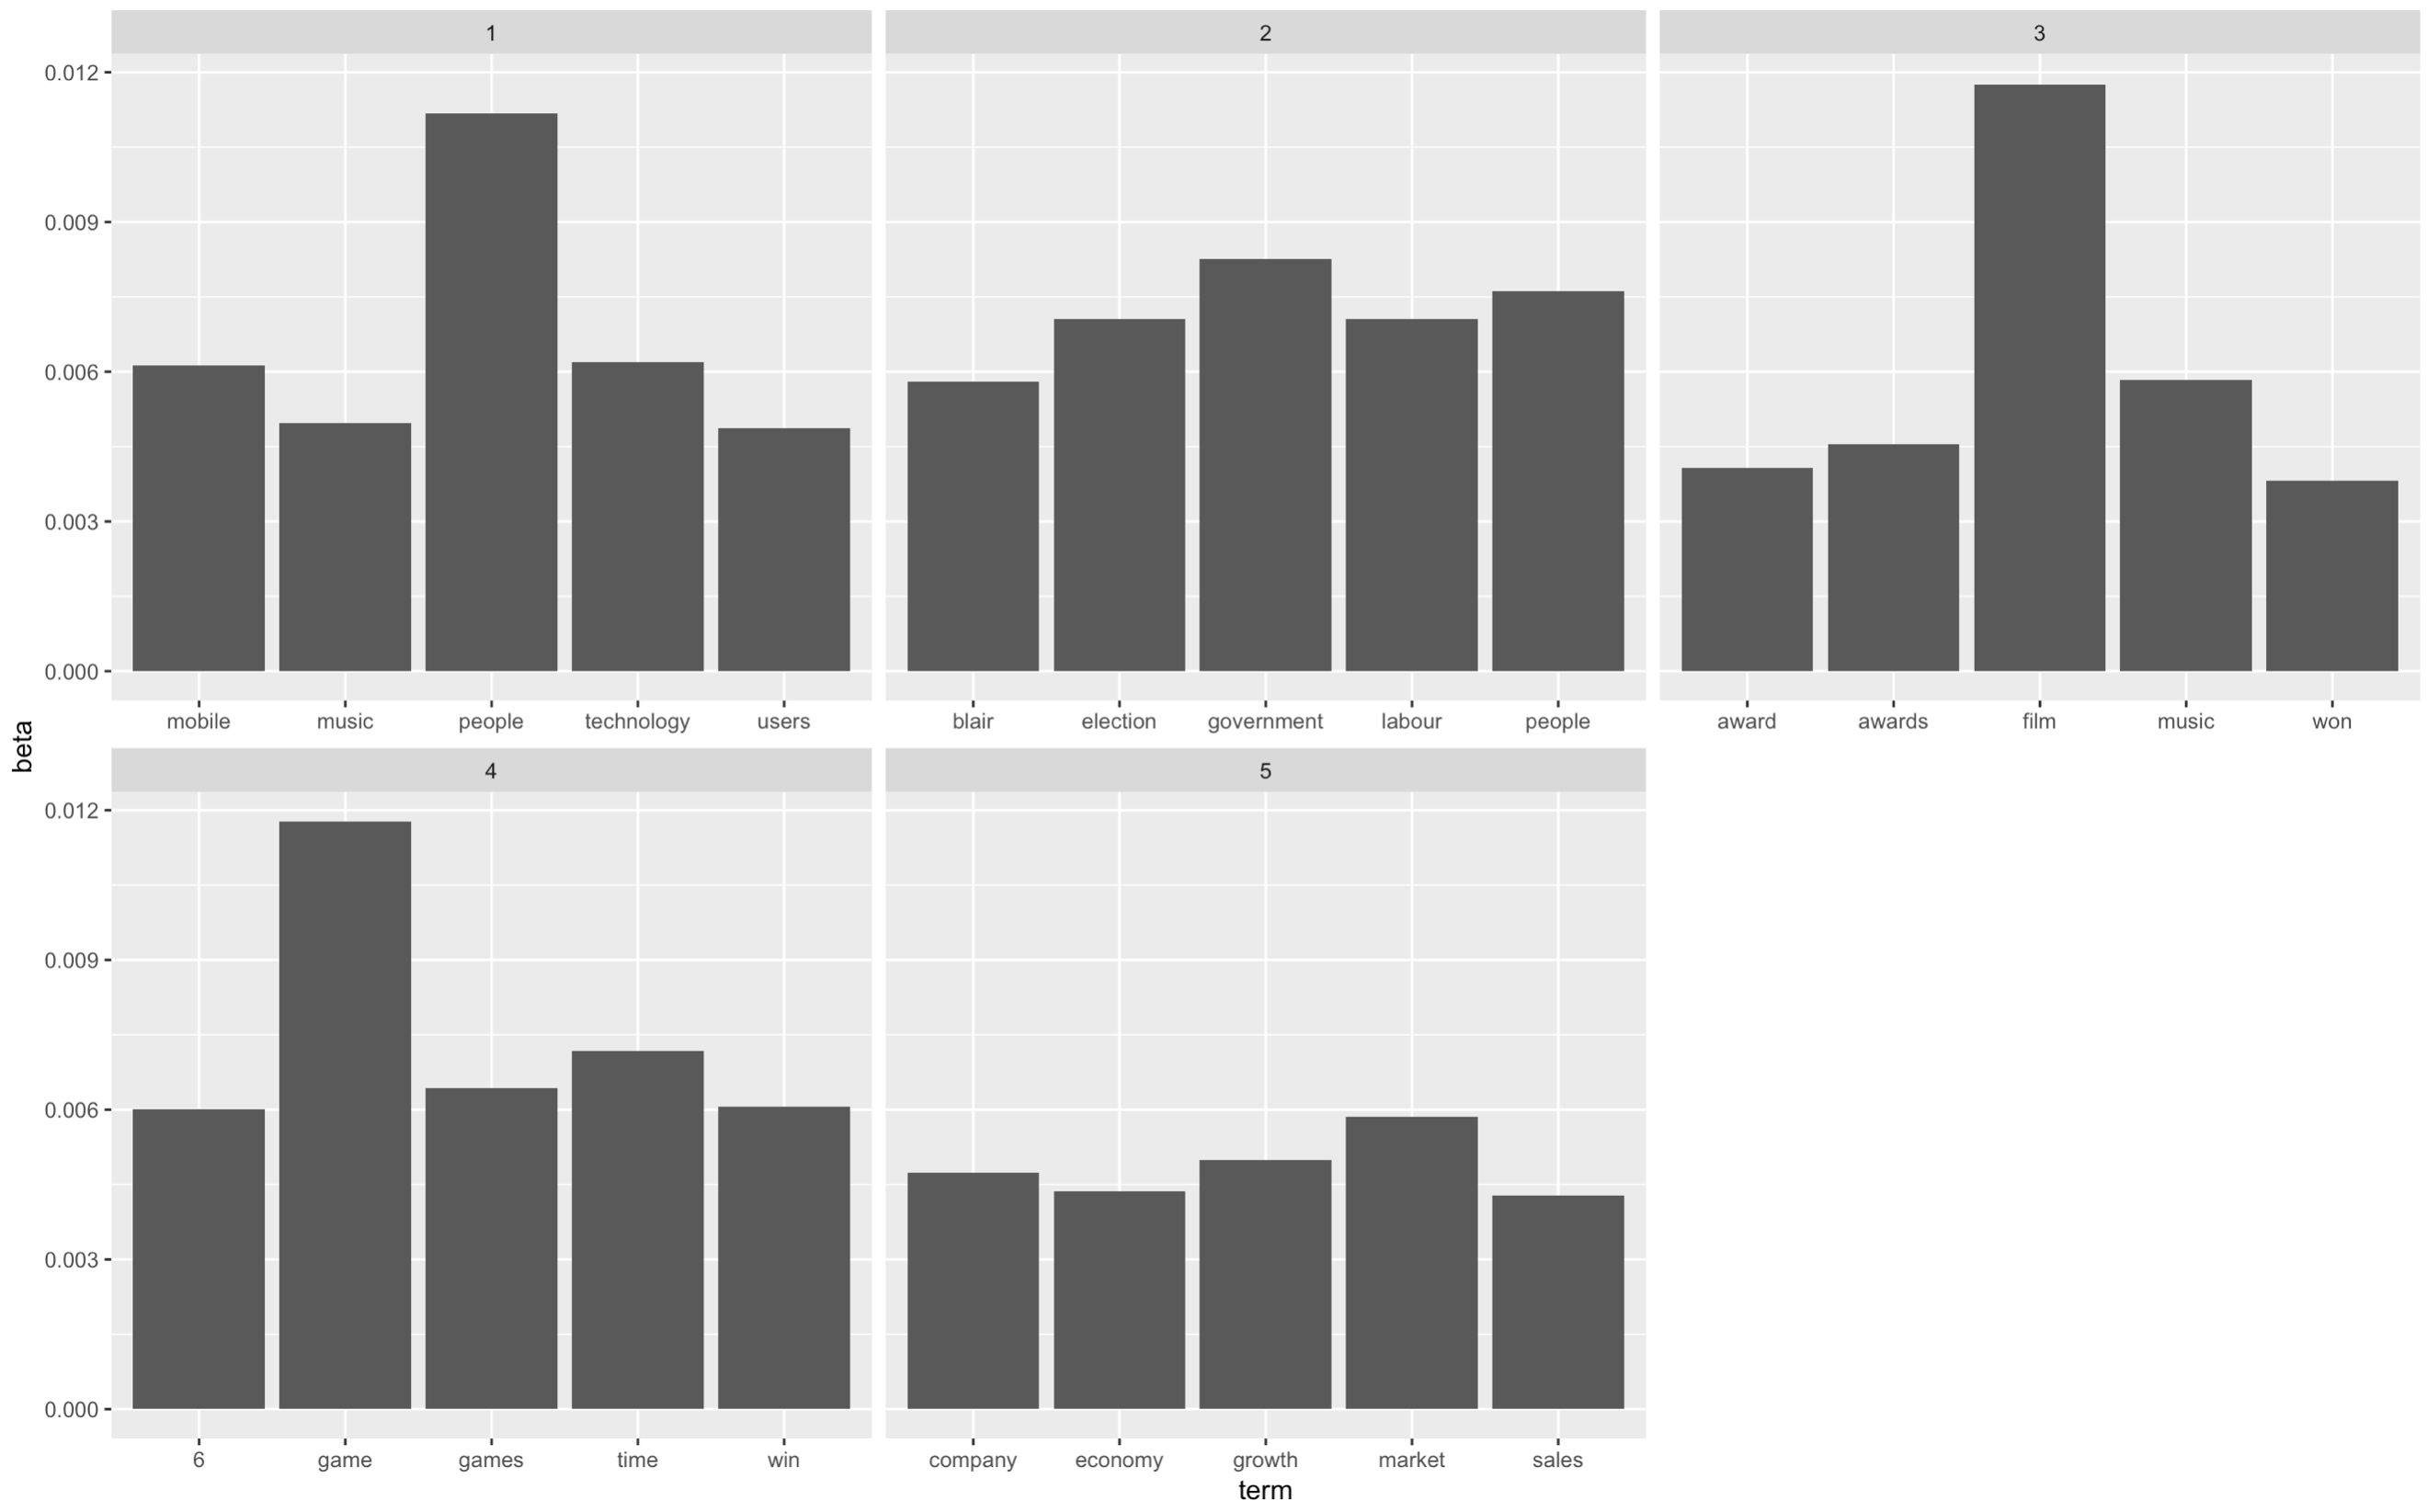 1 2 3
0.012
0.009
0.006
0.003
0.000
mobile music people technology users blair election government labour people award awards film music won
beta
4 5
0.012
0.009
0.006
0.003
0.000
6 game games time win company economy growth market sales
term